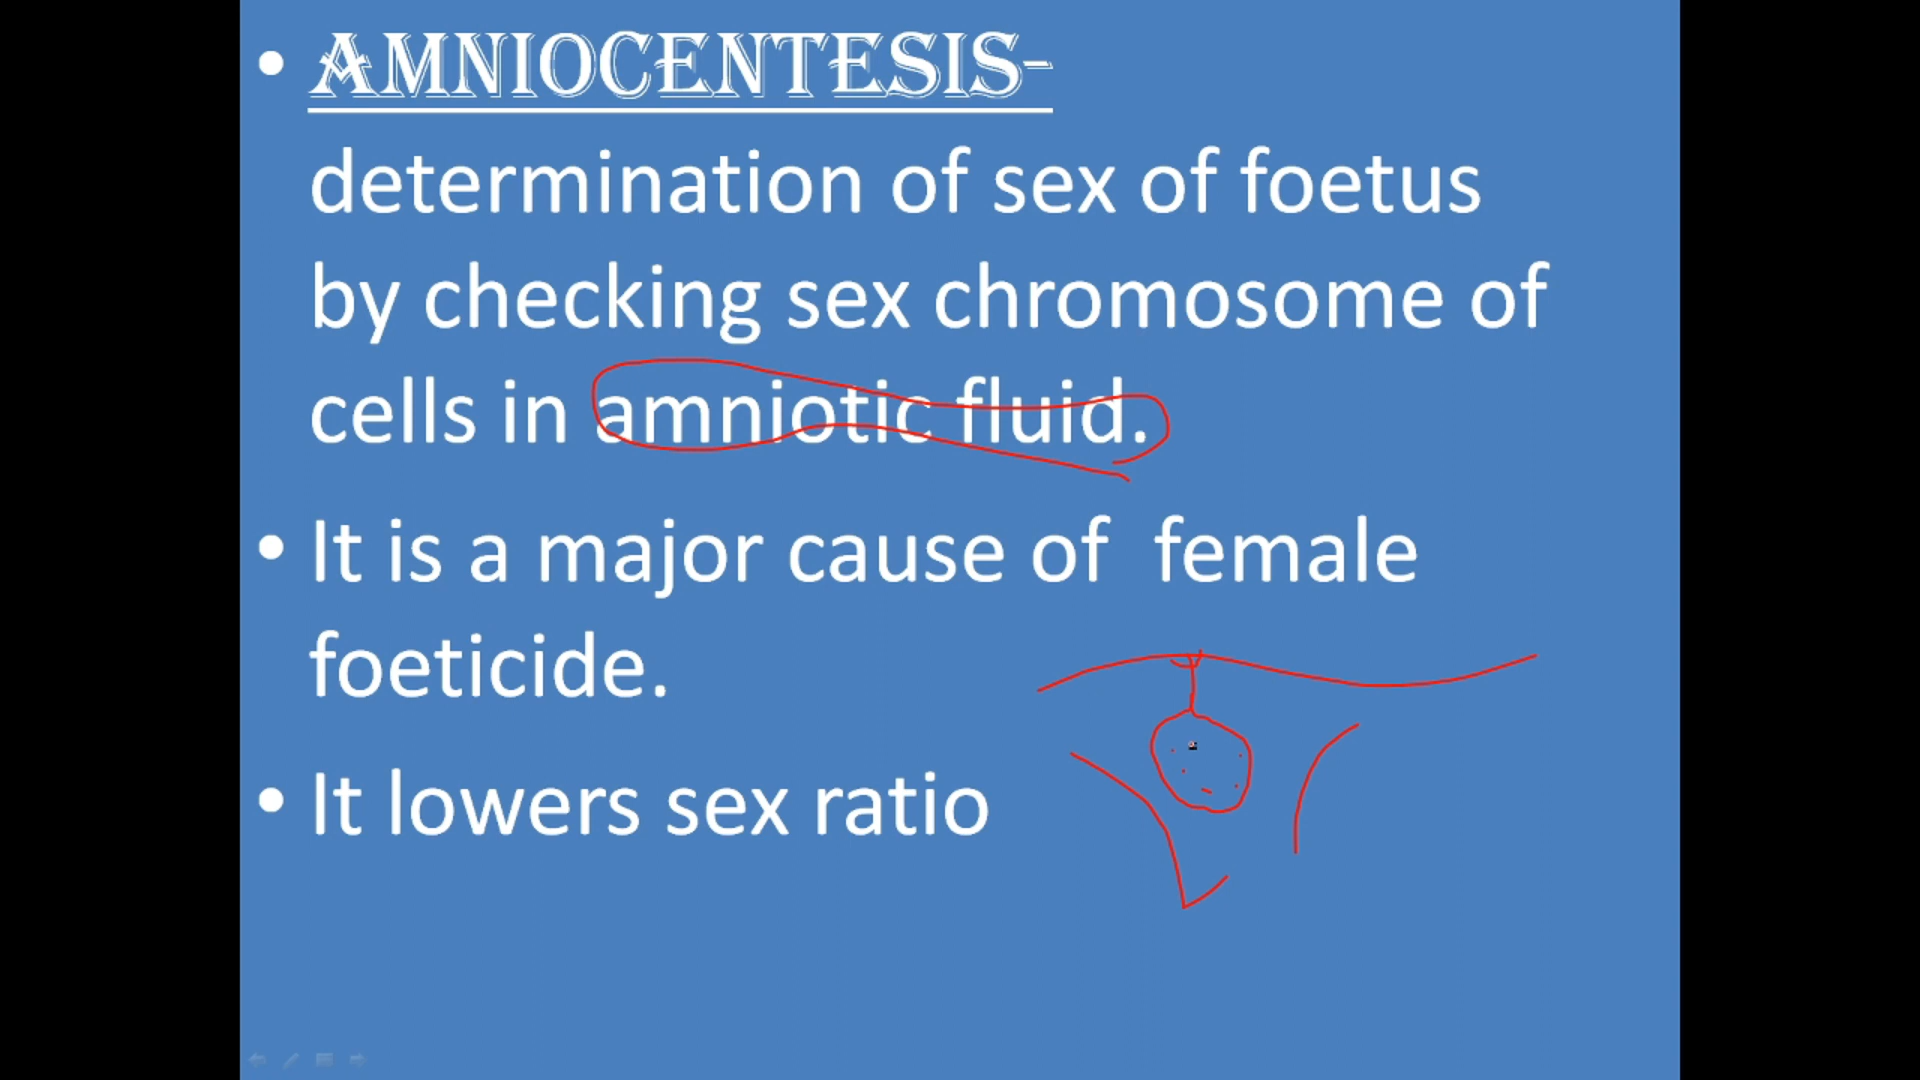 • AMNIOCENTESIS-
determination of sex of foetus
by checking sex chromosome of
cells in amniotic fluid.
• It is a major cause of female
foeticide.
• It lowers sex ratio